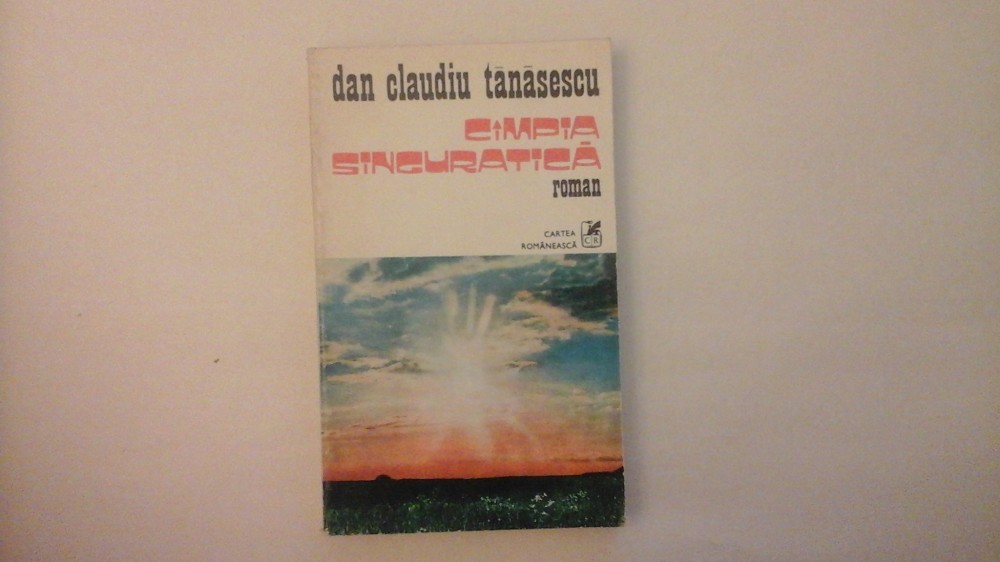 dan claudiu tănăsescu
CÎMPIA
SINGURATICĂ
roman
CARTEA
ROMÂNEASCĂ
CR